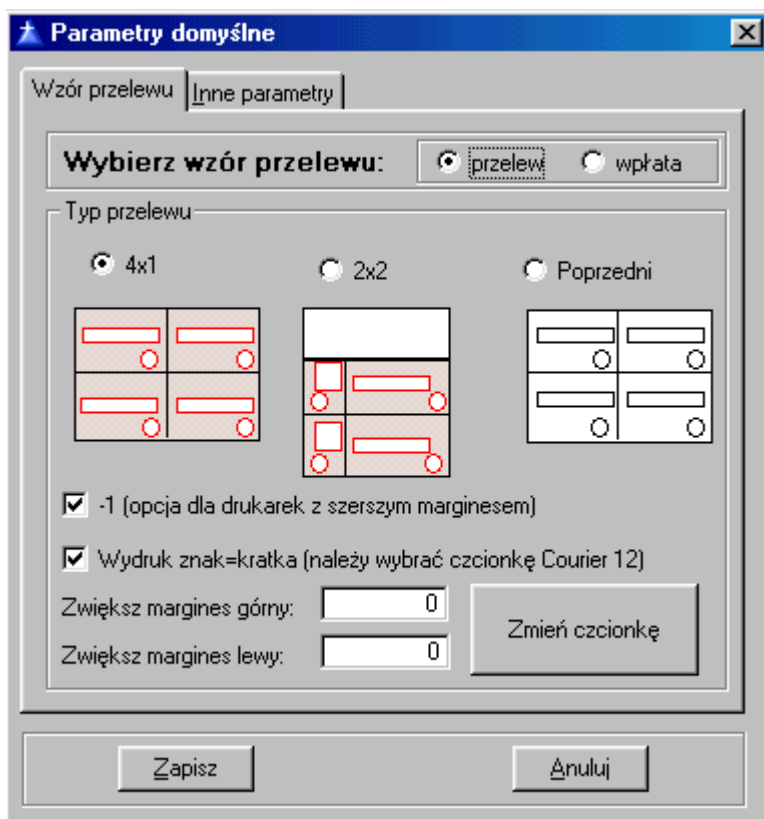 Parametry domyślne
Wzór przelewu Inne parametry
Wybierz wzór przelewu: przelew wpłata
Typ przelewu
4x1 2x2 Poprzedni
-1 (opcja dla drukarek z szerszym marginesem)
Wydruk znak=kratka (należy wybrać czcionkę Courier 12)
Zwiększ margines górny: 0
Zmień czcionkę
Zwiększ margines lewy: 0
Zapisz Anuluj